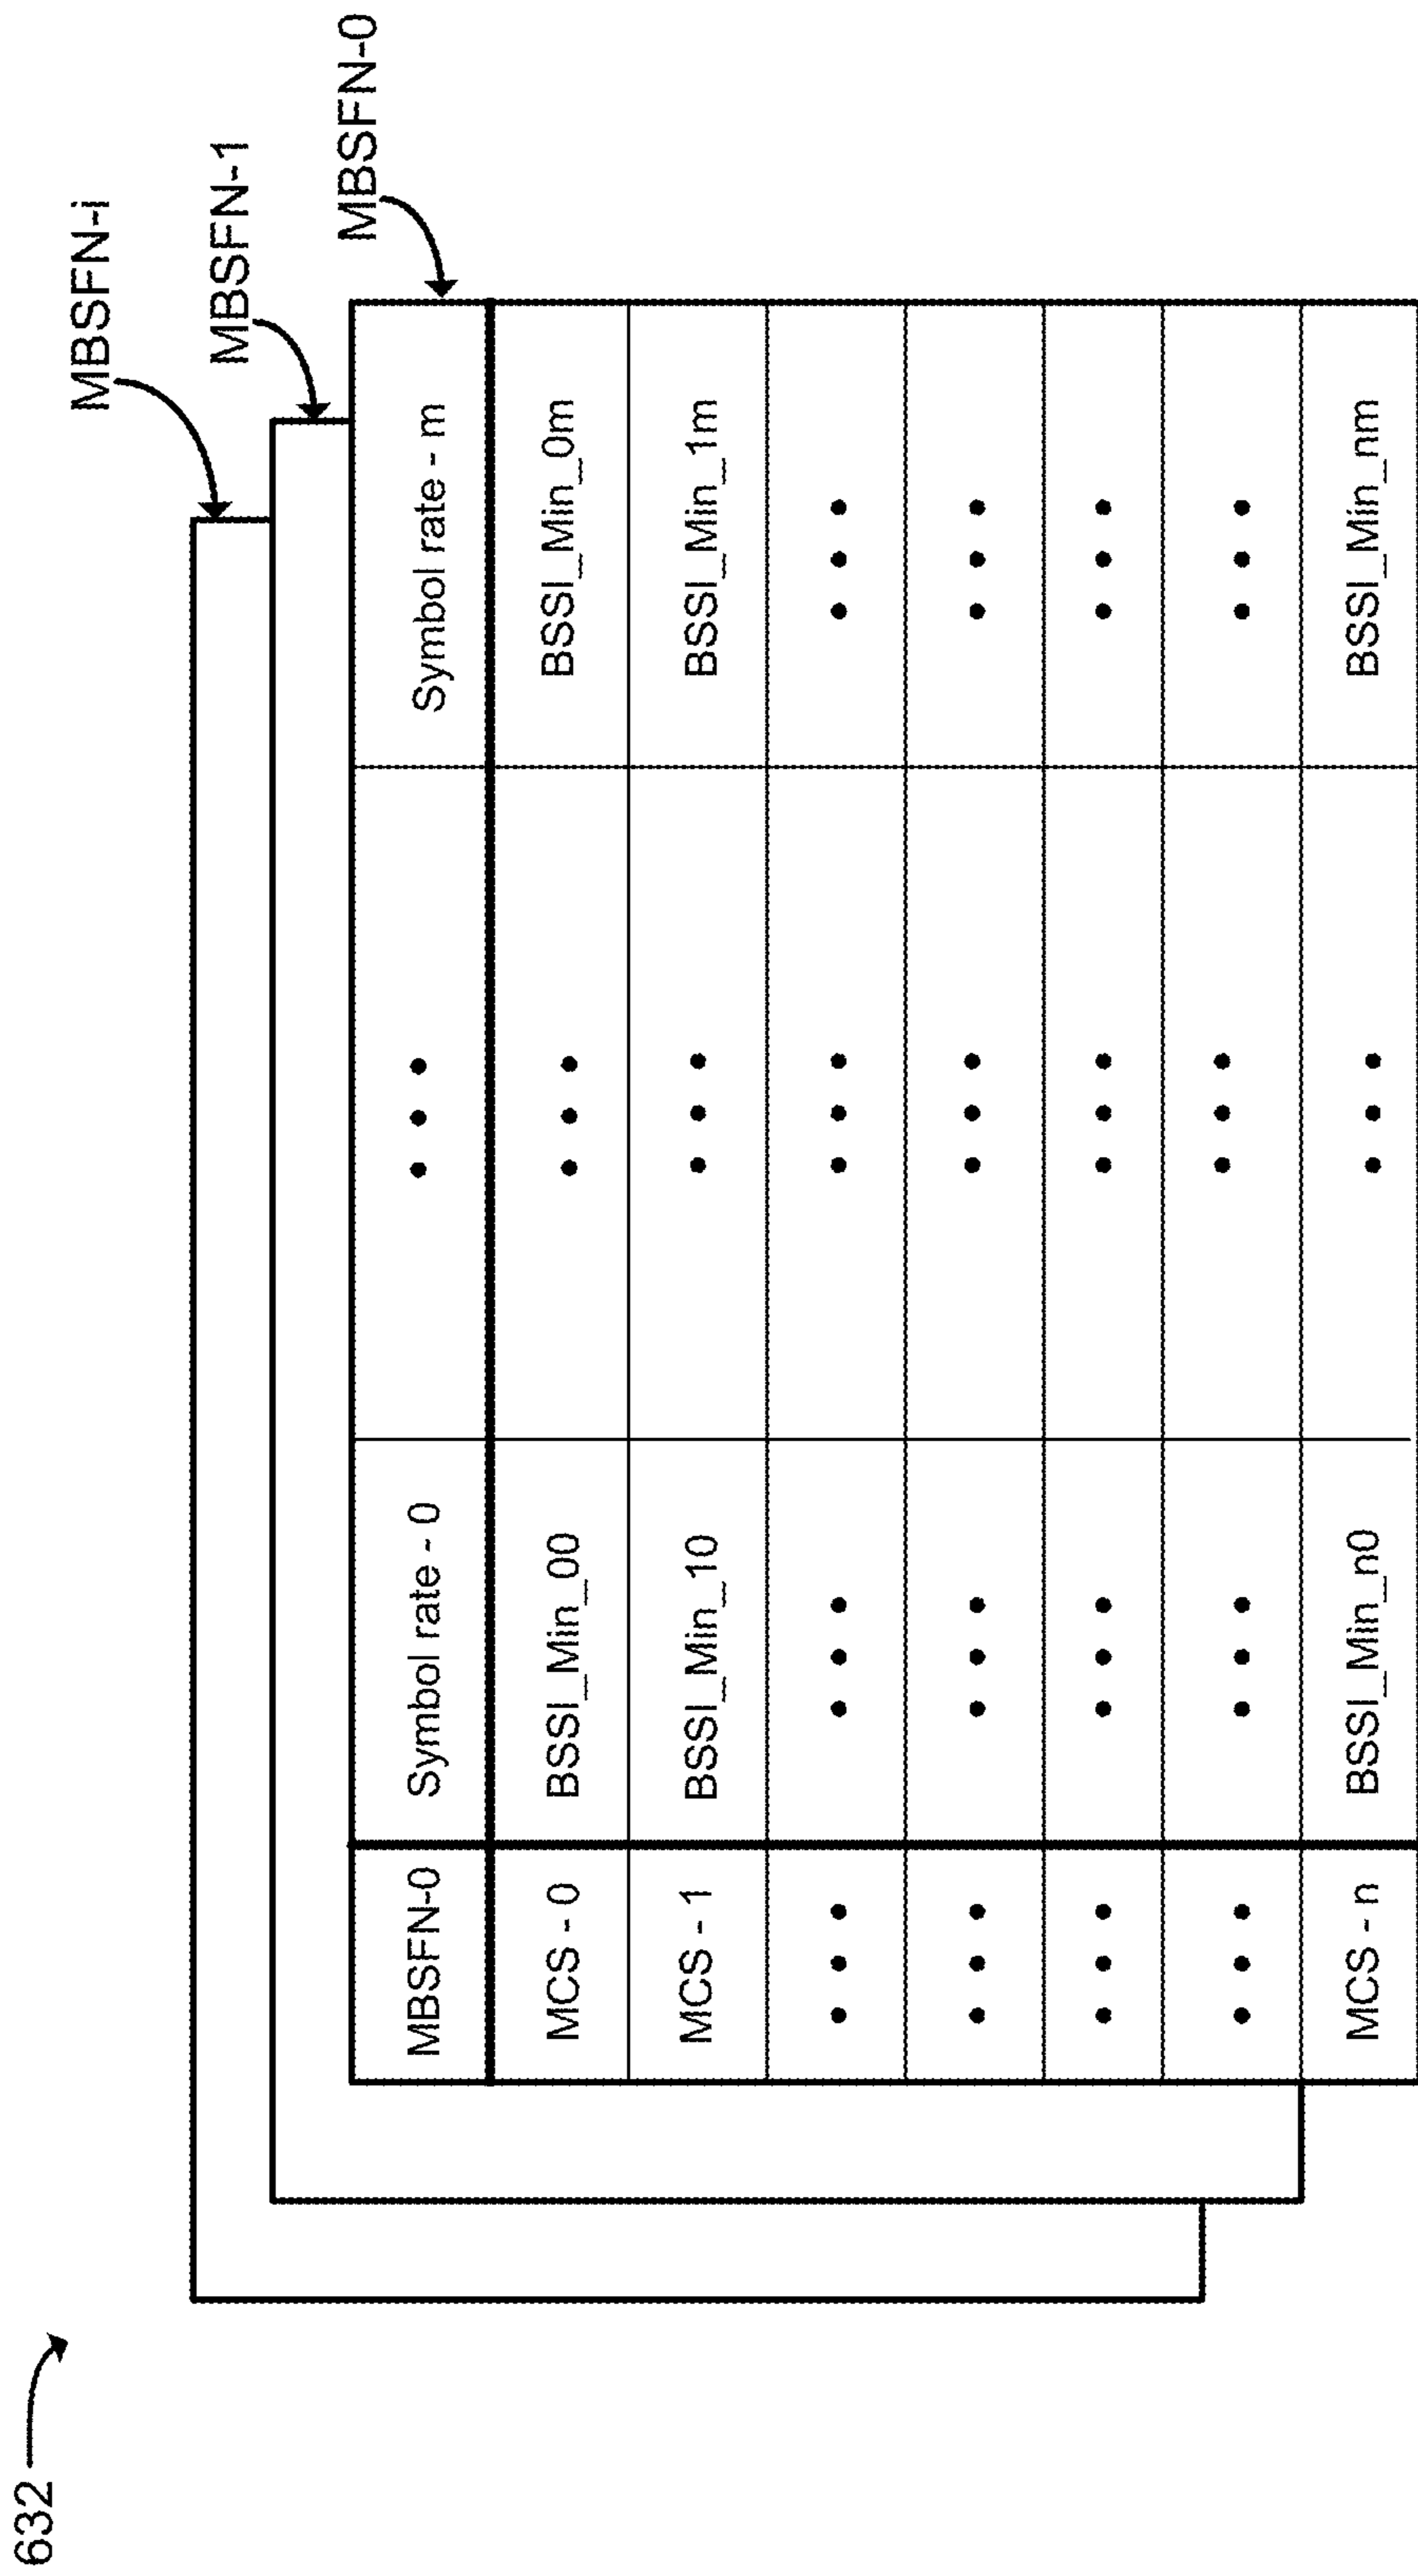 632
MBSFN-i
MBSFN-1
MBSFN-0
MBSFN-0 Symbol rate - 0 Symbol rate - m
MCS - 0 BSSI_Min_00 BSSI_Min_0m
MCS - 1 BSSI_Min_10 BSSI_Min_1m
MCS - n BSSI_Min_n0 BSSI_Min_nm